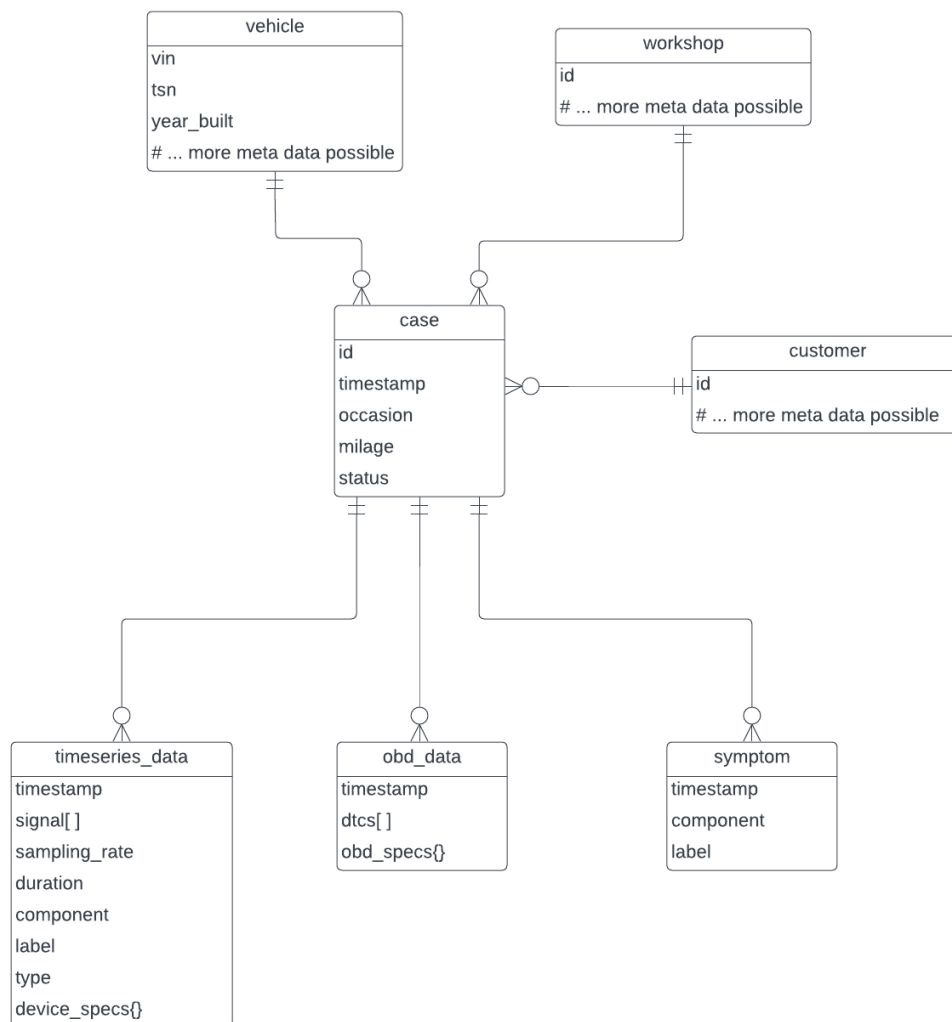 vehicle
vin
tsn
year_built
# ... more meta data possible
workshop
id
# ... more meta data possible
case
id
timestamp
occasion
milage
status
customer
id
# ... more meta data possible
timeseries_data
timestamp
signal[ ]
sampling_rate
duration
component
label
type
device_specs{}
obd_data
timestamp
dtcs[ ]
obd_specs{}
symptom
timestamp
component
label